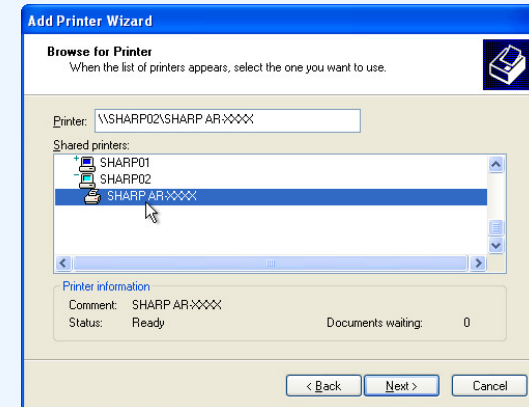 Add Printer Wizard
Browse for Printer
When the list of printers appears, select the one you want to use.
Printer: \\SHARP02\SHARP AR-XXXX
Shared printers:
SHARP01
SHARP02
SHARP AR-XXXX
Printer information
Comment: SHARP AR-XXXX
Status: Ready Documents waiting: 0
< Back Next > Cancel